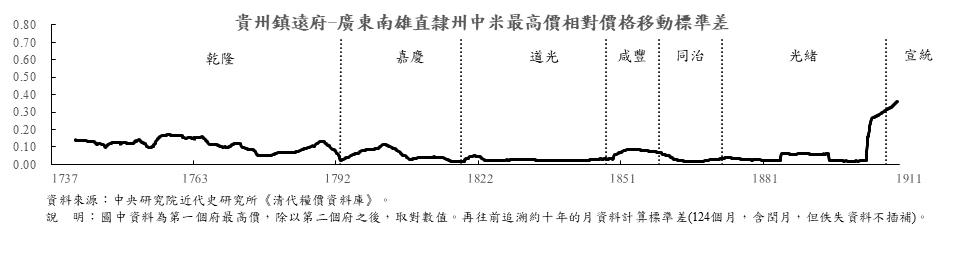 貴州鎮遠府-廣東南雄直隸州中米最高價相對價格移動標準差
0.80
0.70
0.60
0.50
0.40
0.30
0.20
0.10
0.00
乾隆 嘉慶 道光 咸豐 同治 光緒 宣統
1737 1763 1792 1822 1851 1881 1911
資料來源：中央研究院近代史研究所《清代糧價資料庫》。
說 明：圖中資料為第一個府最高價，除以第二個府之後，取對數值。再往前追溯約十年的月資料計算標準差(124個月，含閏月，但佚失資料不插補)。